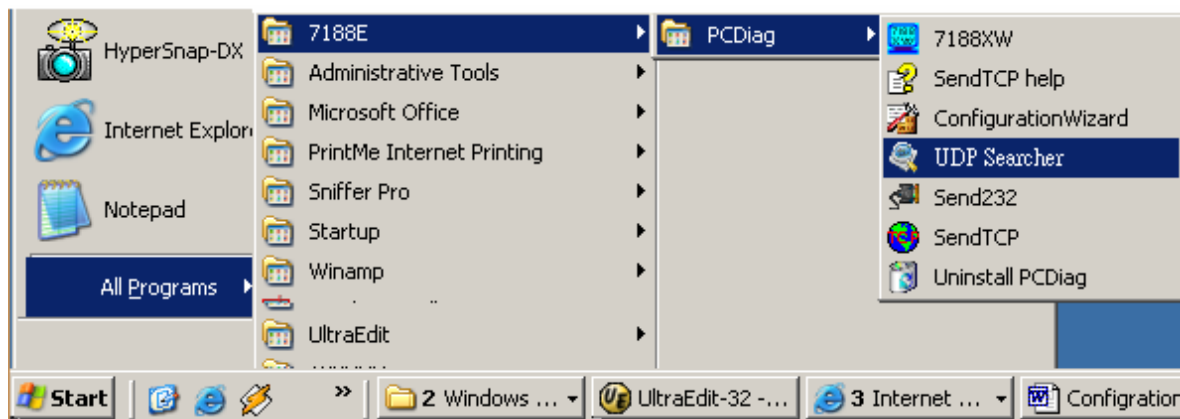 HyperSnap-DX
Internet Explor
Notepad
All Programs
7188E
Administrative Tools
Microsoft Office
PrintMe Internet Printing
Sniffer Pro
Startup
Winamp
UltraEdit
PCDiag
7188XW
SendTCP help
ConfigurationWizard
UDP Searcher
Send232
SendTCP
Uninstall PCDiag
Start
»
2 Windows ...
UltraEdit-32 -...
3 Internet ...
Configration